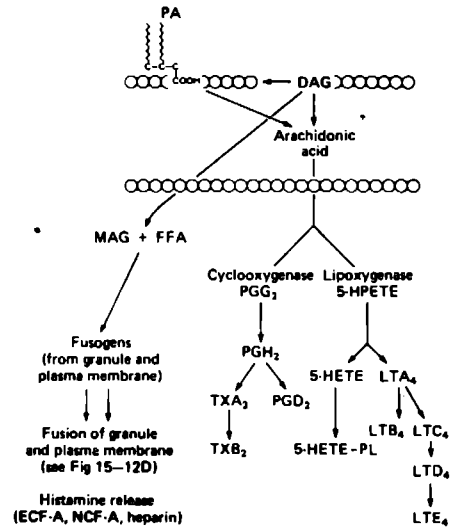 PA
C-C-C
COOH
DAG
Arachidonic
acid
MAG + FFA
Cyclooxygenase
PGG₂
Lipoxygenase
5-HPETE
Fusogens
(from granule and
plasma membrane)
PGH₂
5-HETE
LTA₄
TXA₂
PGD₂
Fusion of granule
and plasma membrane
(see Fig 15–12D)
TXB₂
5-HETE-PL
LTB₄
LTC₄
LTD₄
Histamine release
(ECF-A, NCF-A, heparin)
LTE₄